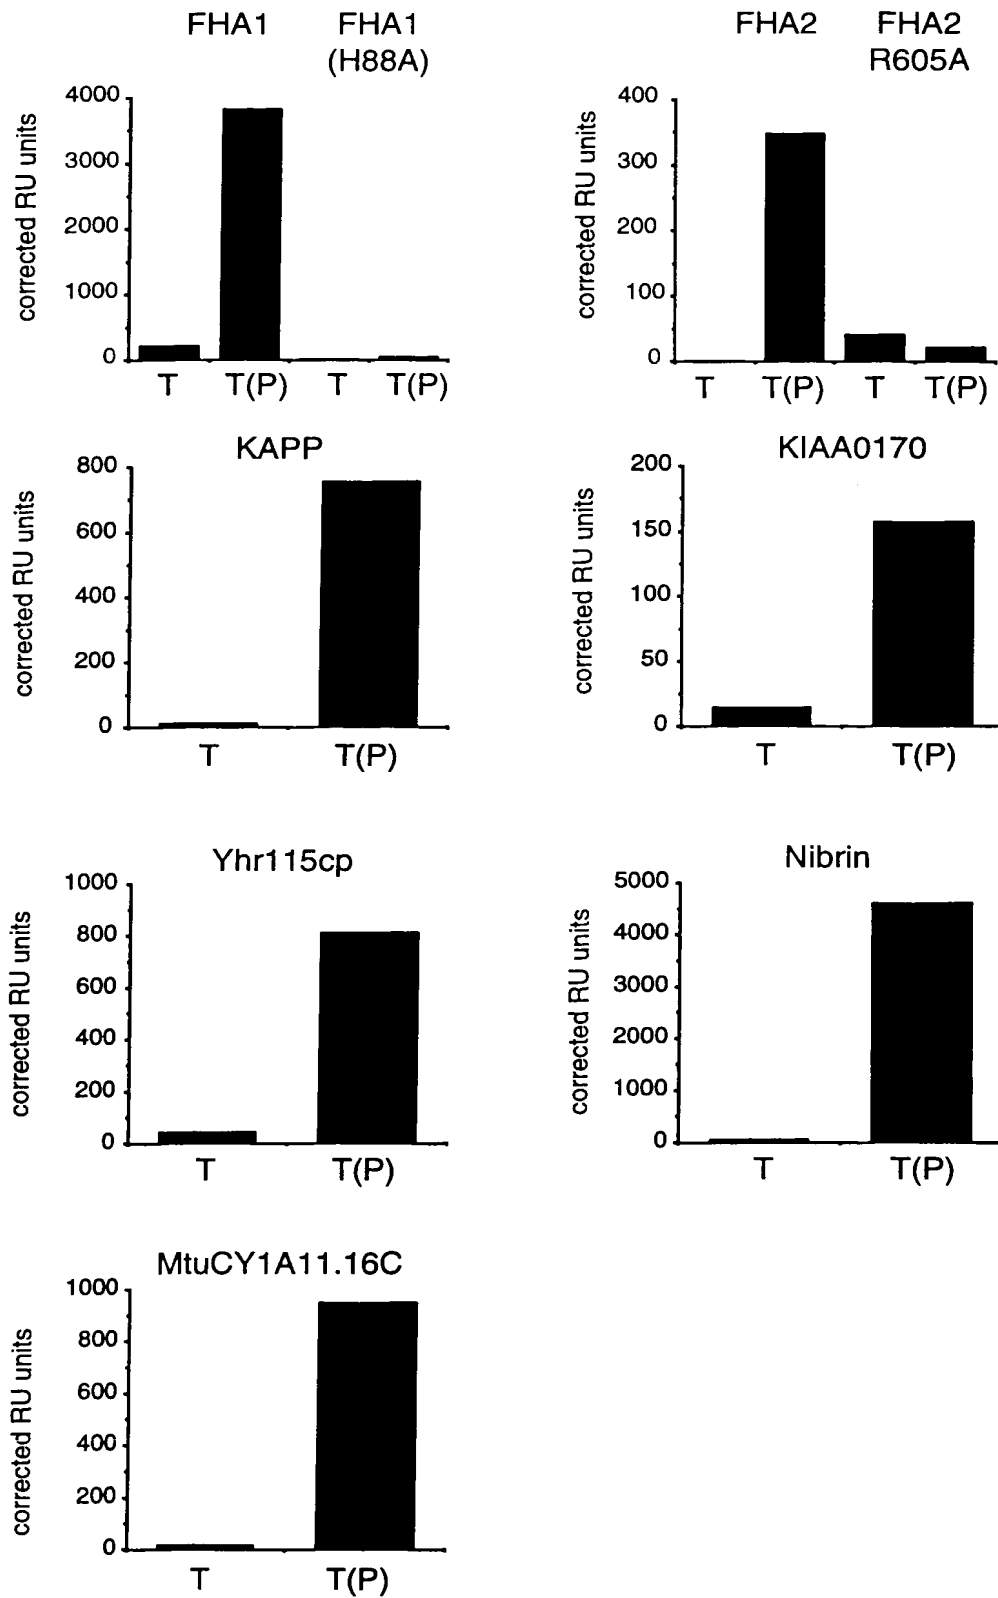 FHA1
FHA1
(H88A)
corrected RU units
4000
3000
2000
1000
0
T
T(P)
T
T(P)
FHA2
FHA2
R605A
corrected RU units
400
300
200
100
0
T
T(P)
T
T(P)
KAPP
corrected RU units
800
600
400
200
0
T
T(P)
KIAA0170
corrected RU units
200
150
100
50
0
T
T(P)
Yhr115cp
corrected RU units
1000
800
600
400
200
0
T
T(P)
Nibrin
corrected RU units
5000
4000
3000
2000
1000
0
T
T(P)
MtuCY1A11.16C
corrected RU units
1000
800
600
400
200
0
T
T(P)